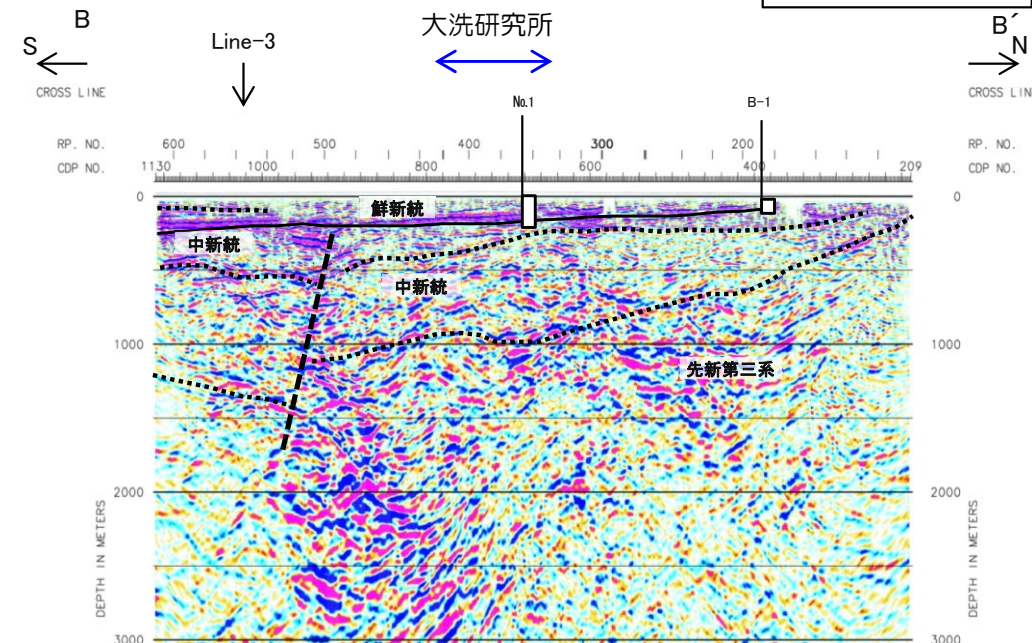 B
S
Line-3
大洗研究所
B´
N
CROSS LINE
CROSS LIN
No.1
B-1
RP. NO.
600
500
400
300
200
RP. NO.
CDP NO.
1130
1000
800
600
400
209
CDP NO.
0
鮮新統
0
中新統
中新統
1000
先新第三系
1000
2000
2000
DEPTH IN METERS
DEPTH IN METERS
3000
3000